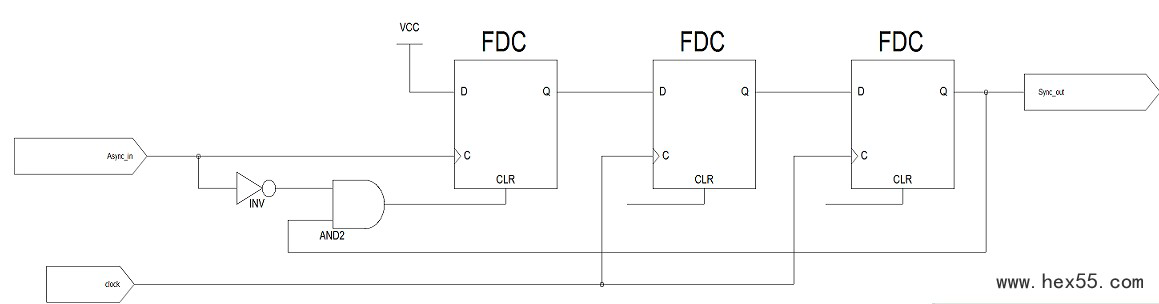 VCC
FDC FDC FDC
D Q D Q D Q Sync_out
Async_in C C C
CLR CLR CLR
INV
AND2
clock
www.hex55.com